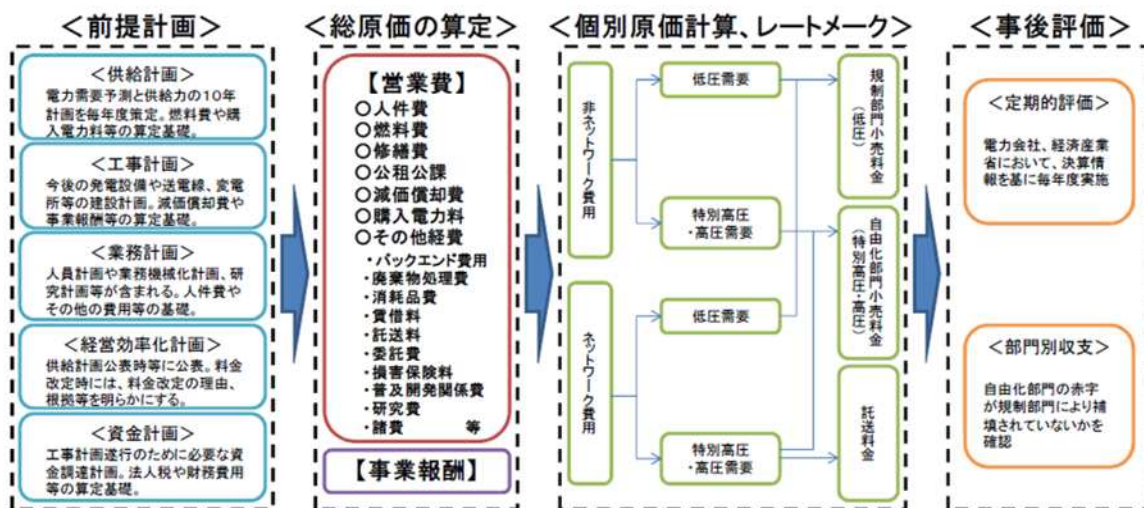 ＜前提計画＞
＜供給計画＞
電力需要予測と供給力の１０年
計画を毎年度策定。燃料費や購
入電力料等の算定基礎。
＜工事計画＞
今後の発電設備や送電線、変電
所等の建設計画。減価償却費や
事業報酬等の算定基礎。
＜業務計画＞
人員計画や業務機械化計画、研
究計画等が含まれる。人件費や
その他の費用等の基礎。
＜経営効率化計画＞
供給計画公表時等に公表。料金
改定時には、料金改定の理由、
根拠等を明らかにする。
＜資金計画＞
工事計画遂行のために必要な資
金調達計画。法人税や財務費用
等の算定基礎。
＜総原価の算定＞
【営業費】
○人件費
○燃料費
○修繕費
○公租公課
○減価償却費
○購入電力料
○その他経費
・バックエンド費用
・廃棄物処理費
・消耗品費
・賃借料
・託送料
・委託費
・損害保険料
・普及開発関係費
・研究費
・諸費　　　等
【事業報酬】
＜個別原価計算、レートメーク＞
非ネットワーク費用
低圧需要
特別高圧
・高圧需要
ネットワーク費用
低圧需要
特別高圧
・高圧需要
規制部門小売料金
（低圧）
自由化部門小売料金
（特別高圧・高圧）
託送料金
＜事後評価＞
＜定期的評価＞
電力会社、経済産業
省において、決算情
報を基に毎年度実施
＜部門別収支＞
自由化部門の赤字
が規制部門により補
填されていないかを
確認